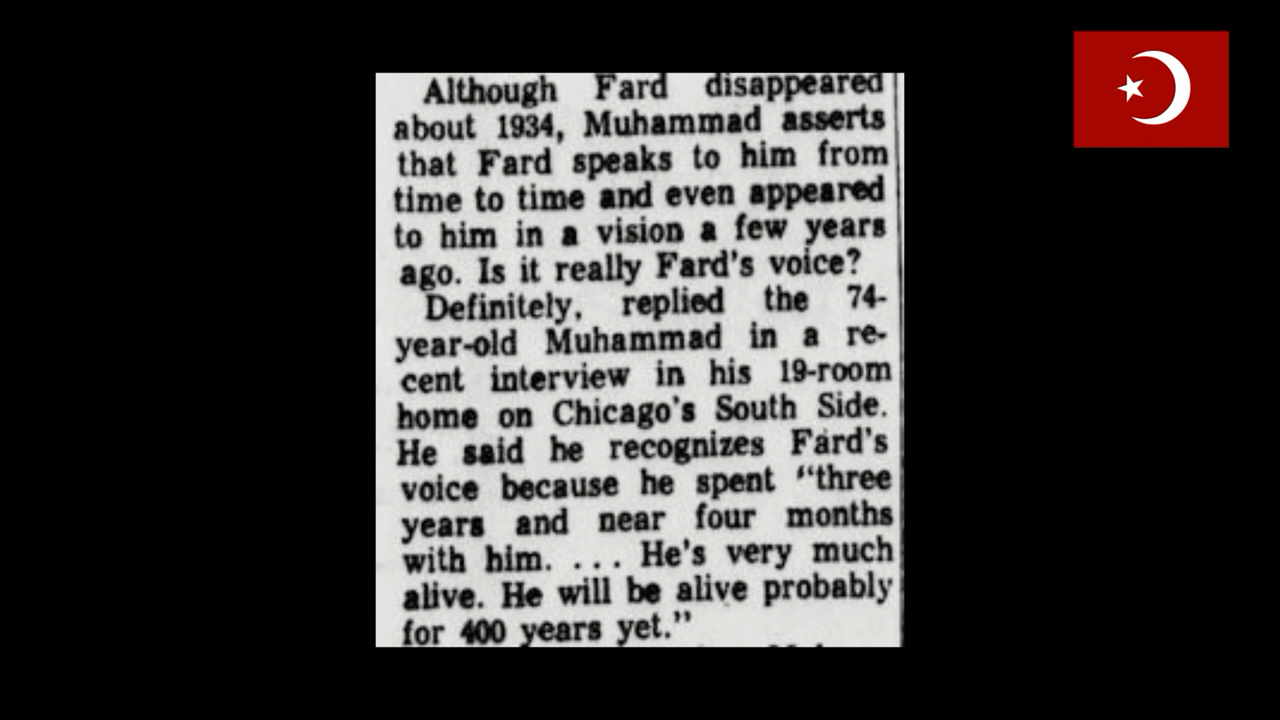 Although Fard disappeared
about 1934, Muhammad asserts
that Fard speaks to him from
time to time and even appeared
to him in a vision a few years
ago. Is it really Fard's voice?
Definitely, replied the 74-
year-old Muhammad in a re-
cent interview in his 19-room
home on Chicago's South Side.
He said he recognizes Fard's
voice because he spent "three
years and near four months
with him. . . . He's very much
alive. He will be alive probably
for 400 years yet."